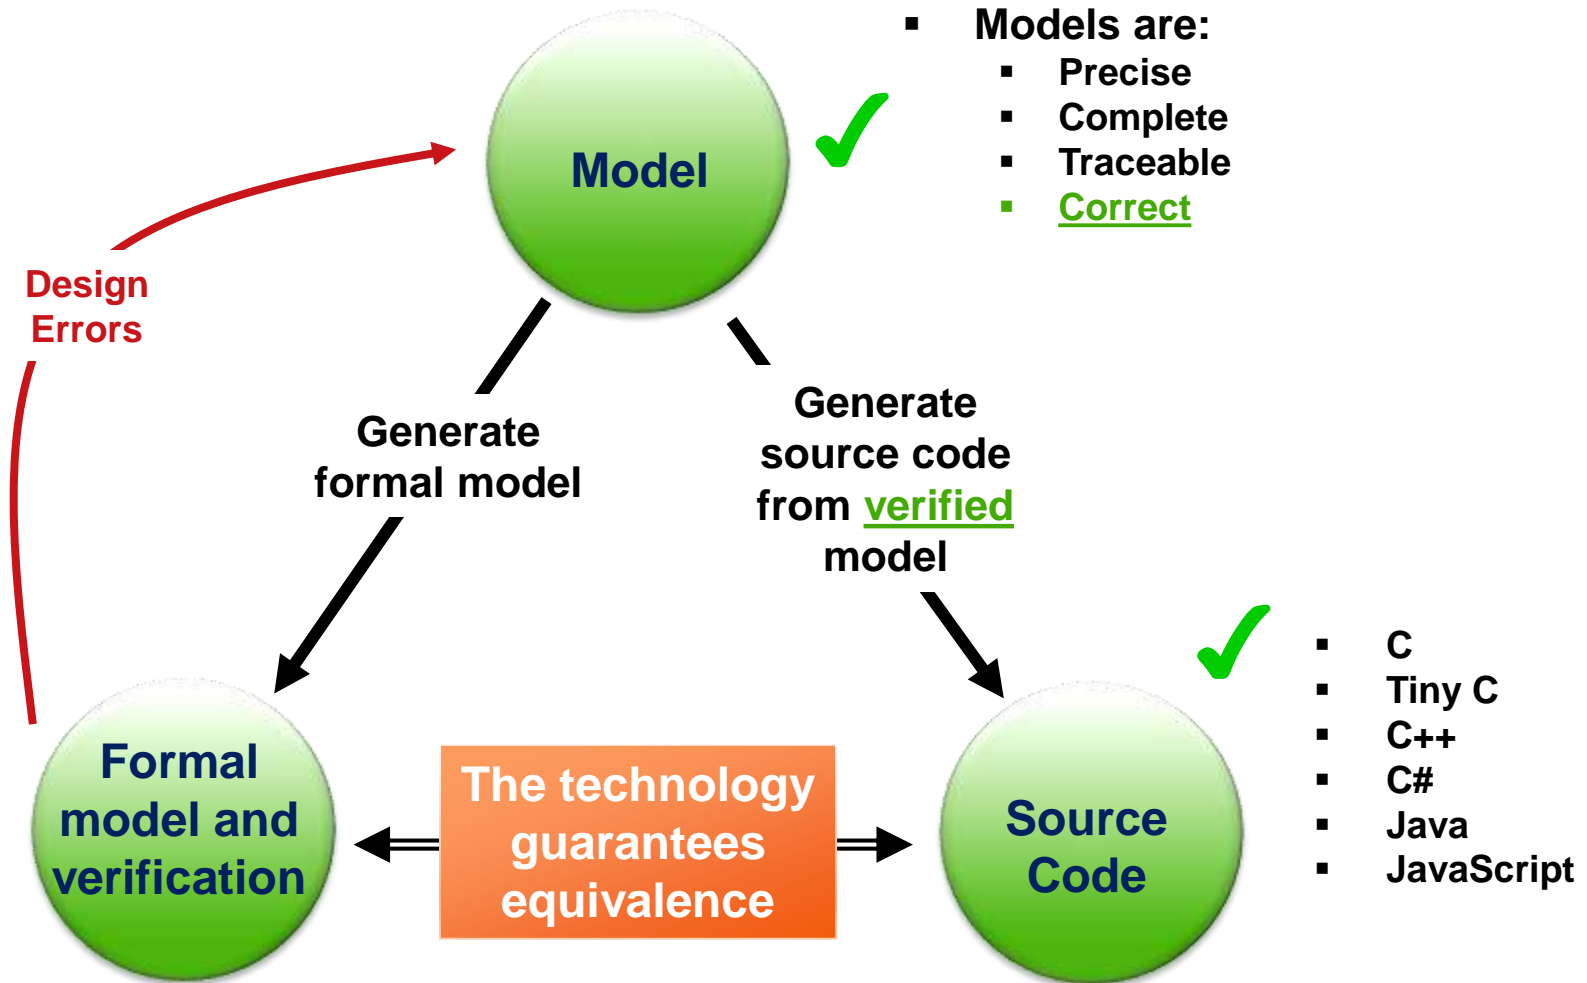 Models are:
Precise
Complete
Traceable
Correct
Model
Design
Errors
Generate
formal model
Generate
source code
from verified
model
Formal
model and
verification
The technology
guarantees
equivalence
Source
Code
C
Tiny C
C++
C#
Java
JavaScript